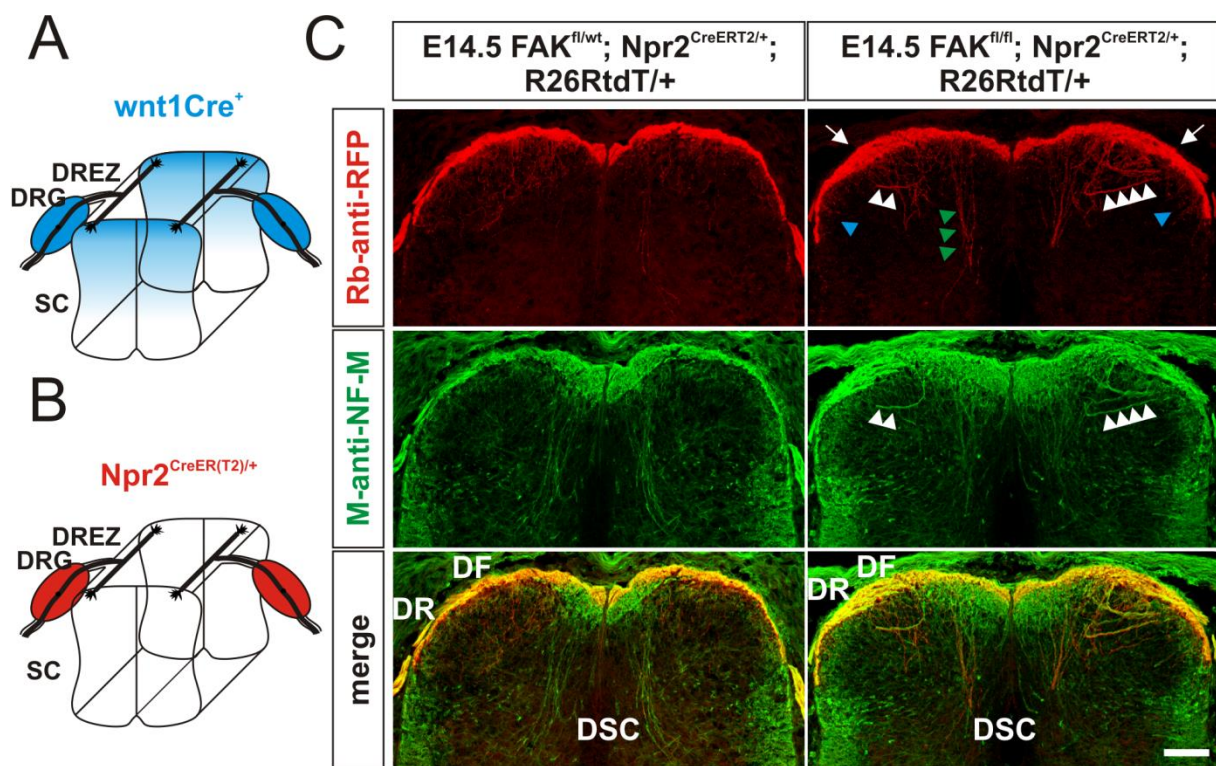 A
wnt1Cre+
DREZ
DRG
SC
B
Npr2CreER(T2)/+
DREZ
DRG
SC
C
E14.5 FAKfl/wt; Npr2CreERT2/+;
R26RtdT/+
E14.5 FAKfl/fl; Npr2CreERT2/+;
R26RtdT/+
Rb-anti-RFP
M-anti-NF-M
merge
DF
DR
DSC
DF
DR
DSC